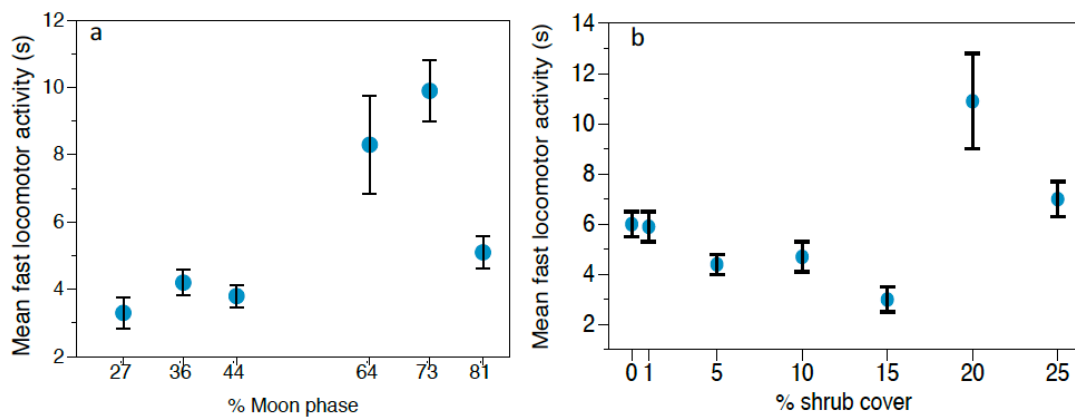 a
Mean fast locomotor activity (s)
12
10
8
6
4
2
27 36 44 64 73 81
% Moon phase
b
Mean fast locomotor activity (s)
14
12
10
8
6
4
2
0 1 5 10 15 20 25
% shrub cover